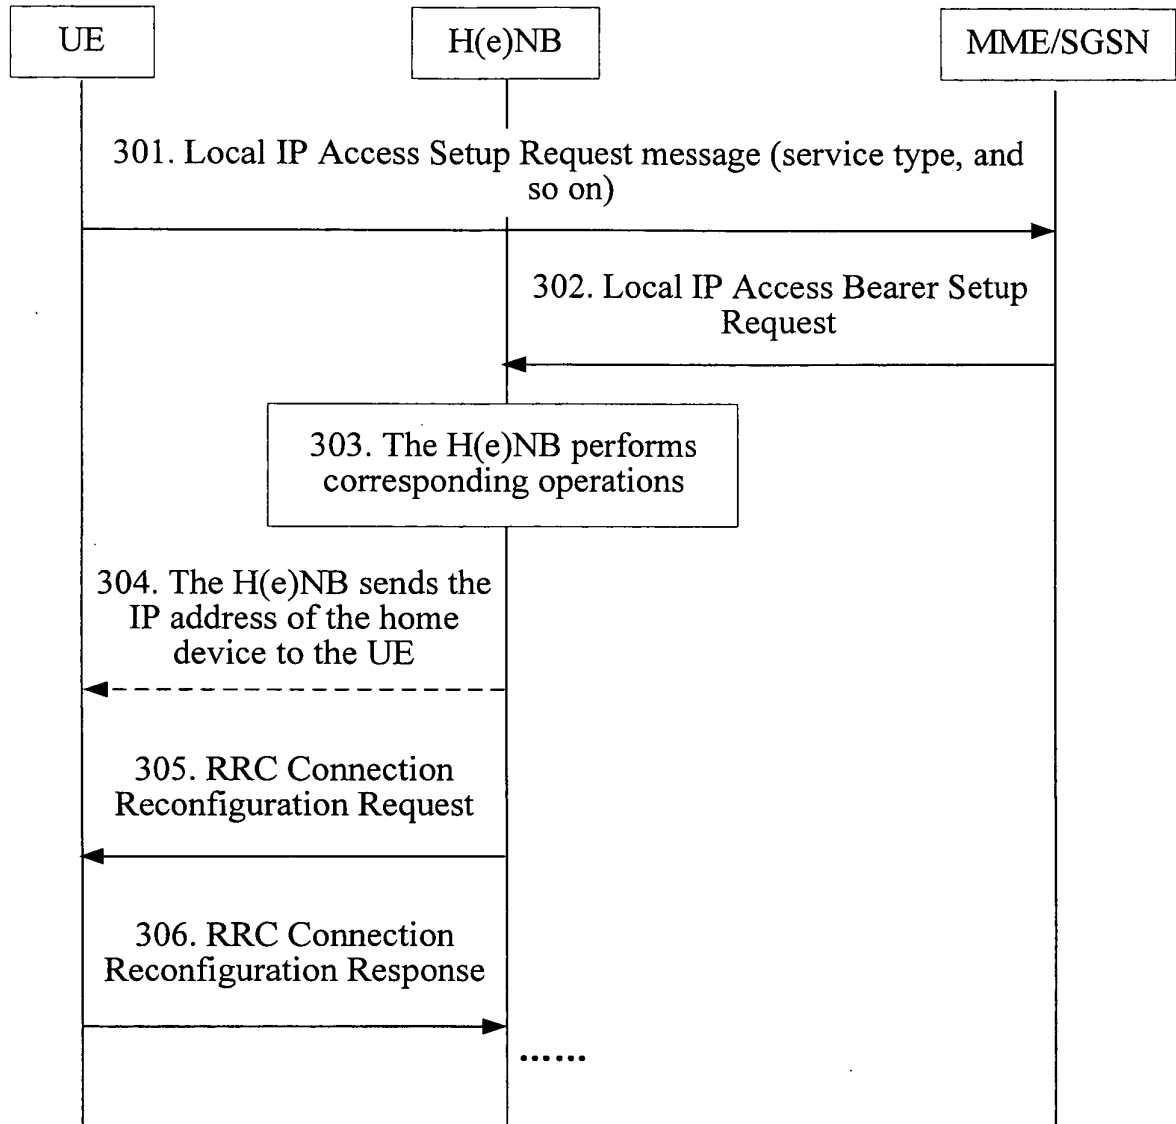 UE
H(e)NB
MME/SGSN
301. Local IP Access Setup Request message (service type, and
so on)
302. Local IP Access Bearer Setup
Request
303. The H(e)NB performs
corresponding operations
304. The H(e)NB sends the
IP address of the home
device to the UE
305. RRC Connection
Reconfiguration Request
306. RRC Connection
Reconfiguration Response
......